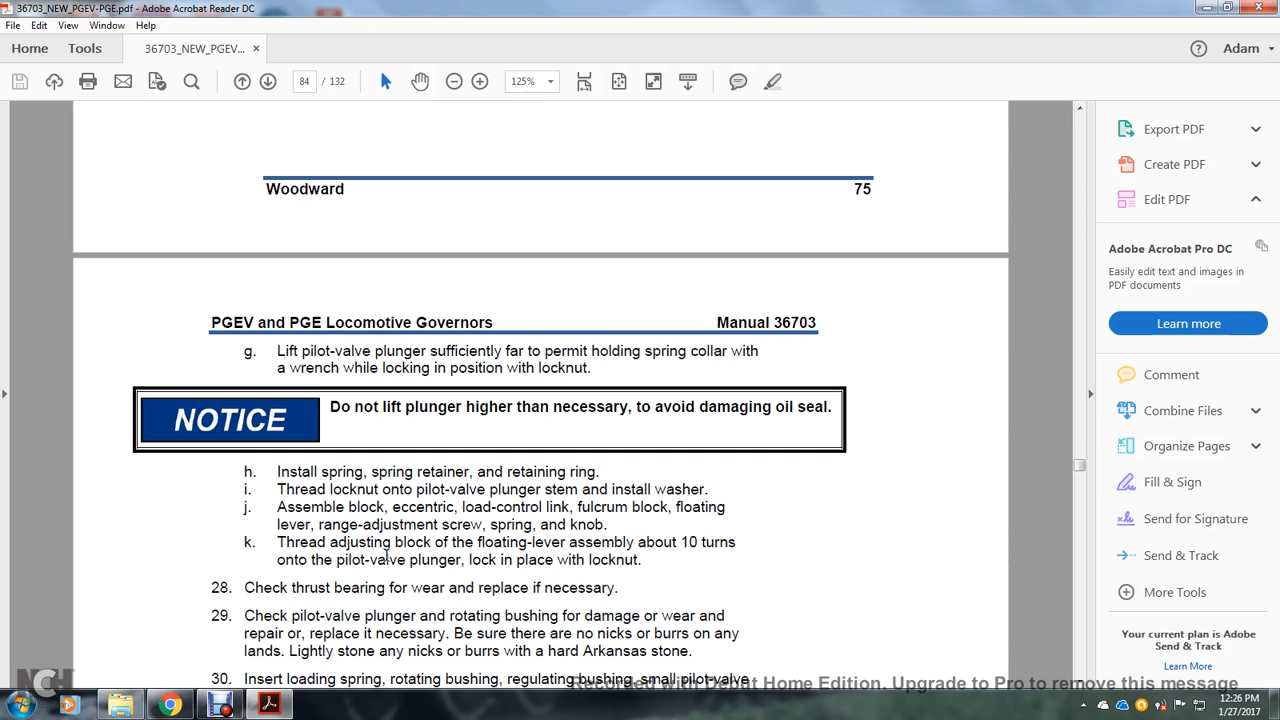 36703_NEW_PGEV-PGE.pdf - Adobe Acrobat Reader DC
File Edit View Window Help
Home Tools 36703_NEW_PGEV... × Adam
84 / 132 125%
Woodward 75
PGEV and PGE Locomotive Governors Manual 36703
g. Lift pilot-valve plunger sufficiently far to permit holding spring collar with
a wrench while locking in position with locknut.
NOTICE Do not lift plunger higher than necessary, to avoid damaging oil seal.
h. Install spring, spring retainer, and retaining ring.
i. Thread locknut onto pilot-valve plunger stem and install washer.
j. Assemble block, eccentric, load-control link, fulcrum block, floating
lever, range-adjustment screw, spring, and knob.
k. Thread adjusting block of the floating-lever assembly about 10 turns
onto the pilot-valve plunger, lock in place with locknut.
28. Check thrust bearing for wear and replace if necessary.
29. Check pilot-valve plunger and rotating bushing for damage or wear and
repair or, replace it necessary. Be sure there are no nicks or burrs on any
lands. Lightly stone any nicks or burrs with a hard Arkansas stone.
30. Insert loading spring, rotating bushing, regulating bushing, small pilot-valve
Export PDF
Create PDF
Edit PDF
Adobe Acrobat Pro DC
Easily edit text and images in
PDF documents
Learn more
Comment
Combine Files
Organize Pages
Fill & Sign
Send for Signature
Send & Track
More Tools
Your current plan is Adobe
Send & Track
Learn More
NCH
Recorded with Debut Home Edition. Upgrade to Pro to remove this message
12:26 PM
1/27/2017